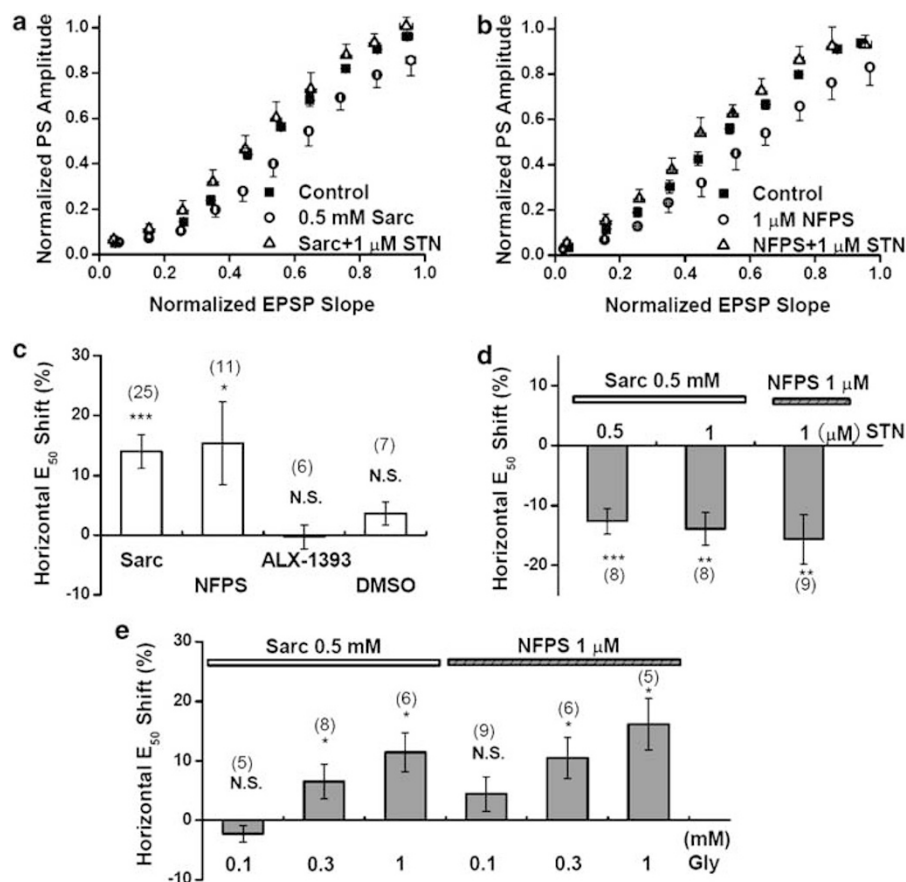 a
Normalized PS Amplitude
1.0
0.8
0.6
0.4
0.2
0.0
Control
0.5 mM Sarc
Sarc+1 μM STN
0.0 0.2 0.4 0.6 0.8 1.0
Normalized EPSP Slope
b
Normalized PS Amplitude
1.0
0.8
0.6
0.4
0.2
0.0
Control
1 μM NFPS
NFPS+1 μM STN
0.0 0.2 0.4 0.6 0.8 1.0
Normalized EPSP Slope
c
Horizontal E50 Shift (%)
30
20
10
0
-10
(25)
***
(11)
*
(6)
N.S.
(7)
N.S.
Sarc
NFPS
ALX-1393
DMSO
d
Horizontal E50 Shift (%)
10
0
-10
-20
Sarc 0.5 mM
NFPS 1 μM
0.5 1 1 (μM) STN
***
(8)
**
(8)
**
(9)
e
Horizontal E50 Shift (%)
30
20
10
0
-10
Sarc 0.5 mM
NFPS 1 μM
(5)
N.S.
(8)
*
(6)
*
(9)
N.S.
(6)
*
(5)
*
(mM)
0.1 0.3 1 0.1 0.3 1 Gly